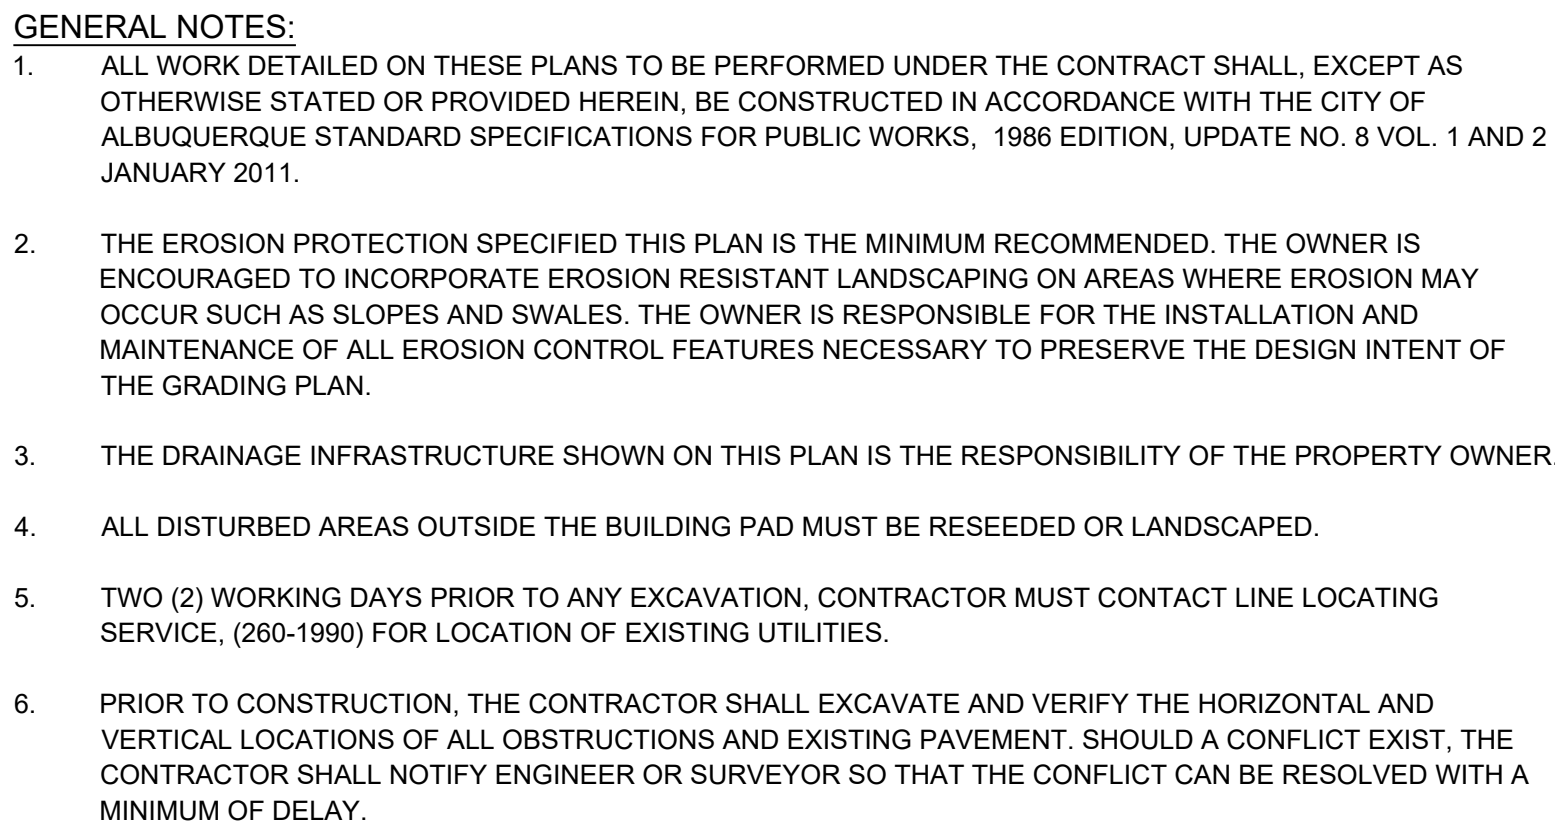 GENERAL NOTES:
1. ALL WORK DETAILED ON THESE PLANS TO BE PERFORMED UNDER THE CONTRACT SHALL, EXCEPT AS
OTHERWISE STATED OR PROVIDED HEREIN, BE CONSTRUCTED IN ACCORDANCE WITH THE CITY OF
ALBUQUERQUE STANDARD SPECIFICATIONS FOR PUBLIC WORKS, 1986 EDITION, UPDATE NO. 8 VOL. 1 AND 2
JANUARY 2011.
2. THE EROSION PROTECTION SPECIFIED THIS PLAN IS THE MINIMUM RECOMMENDED. THE OWNER IS
ENCOURAGED TO INCORPORATE EROSION RESISTANT LANDSCAPING ON AREAS WHERE EROSION MAY
OCCUR SUCH AS SLOPES AND SWALES. THE OWNER IS RESPONSIBLE FOR THE INSTALLATION AND
MAINTENANCE OF ALL EROSION CONTROL FEATURES NECESSARY TO PRESERVE THE DESIGN INTENT OF
THE GRADING PLAN.
3. THE DRAINAGE INFRASTRUCTURE SHOWN ON THIS PLAN IS THE RESPONSIBILITY OF THE PROPERTY OWNER.
4. ALL DISTURBED AREAS OUTSIDE THE BUILDING PAD MUST BE RESEEDED OR LANDSCAPED.
5. TWO (2) WORKING DAYS PRIOR TO ANY EXCAVATION, CONTRACTOR MUST CONTACT LINE LOCATING
SERVICE, (260-1990) FOR LOCATION OF EXISTING UTILITIES.
6. PRIOR TO CONSTRUCTION, THE CONTRACTOR SHALL EXCAVATE AND VERIFY THE HORIZONTAL AND
VERTICAL LOCATIONS OF ALL OBSTRUCTIONS AND EXISTING PAVEMENT. SHOULD A CONFLICT EXIST, THE
CONTRACTOR SHALL NOTIFY ENGINEER OR SURVEYOR SO THAT THE CONFLICT CAN BE RESOLVED WITH A
MINIMUM OF DELAY.